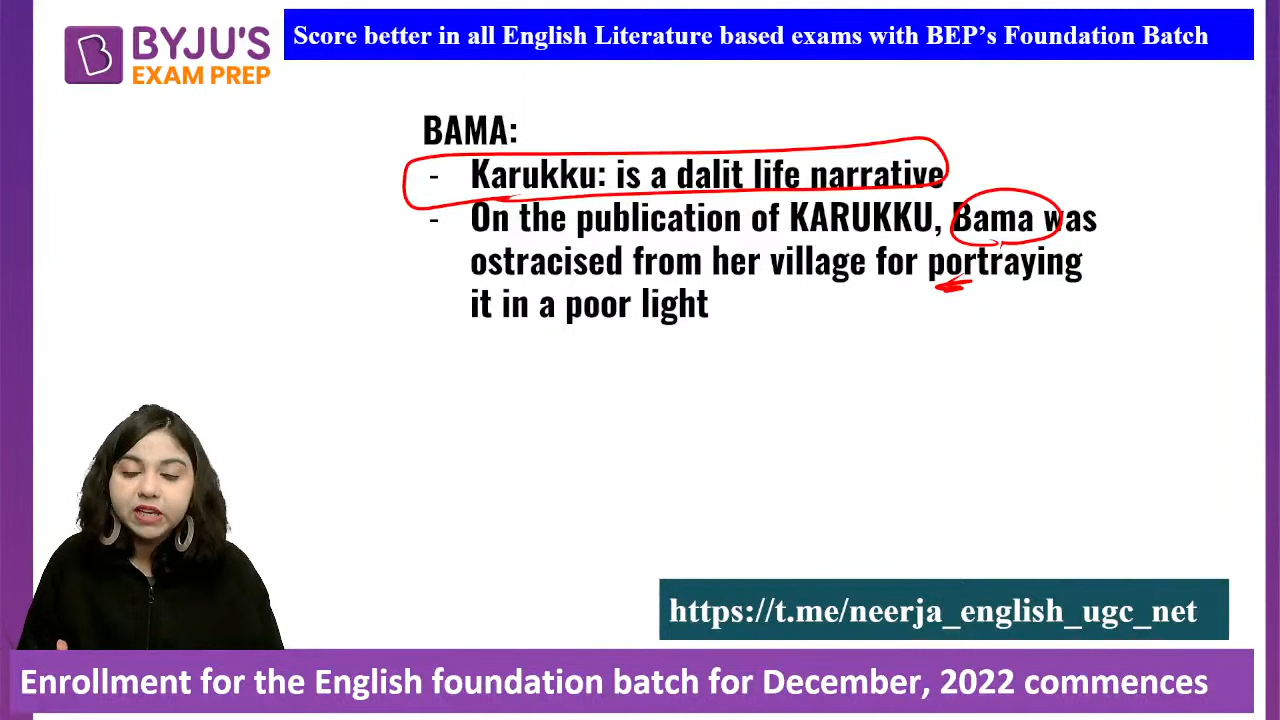 BYJU'S
EXAM PREP
Score better in all English Literature based exams with BEP's Foundation Batch
BAMA:
- Karukku: is a dalit life narrative
- On the publication of KARUKKU, Bama was
ostracised from her village for portraying
it in a poor light
https://t.me/neerja_english_ugc_net
Enrollment for the English foundation batch for December, 2022 commences